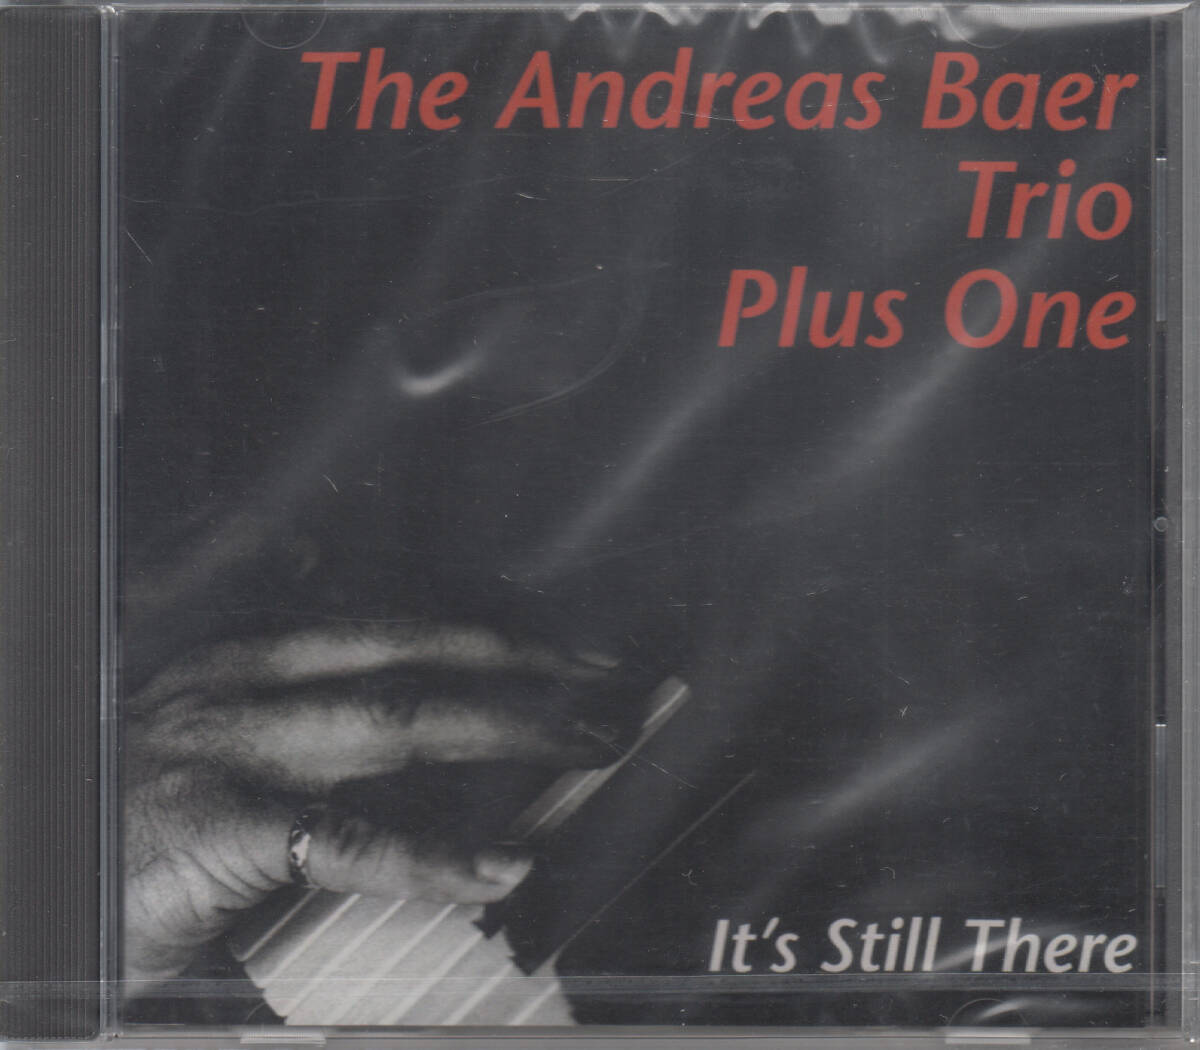 The Andreas Baer
Trio
Plus One
It's Still There